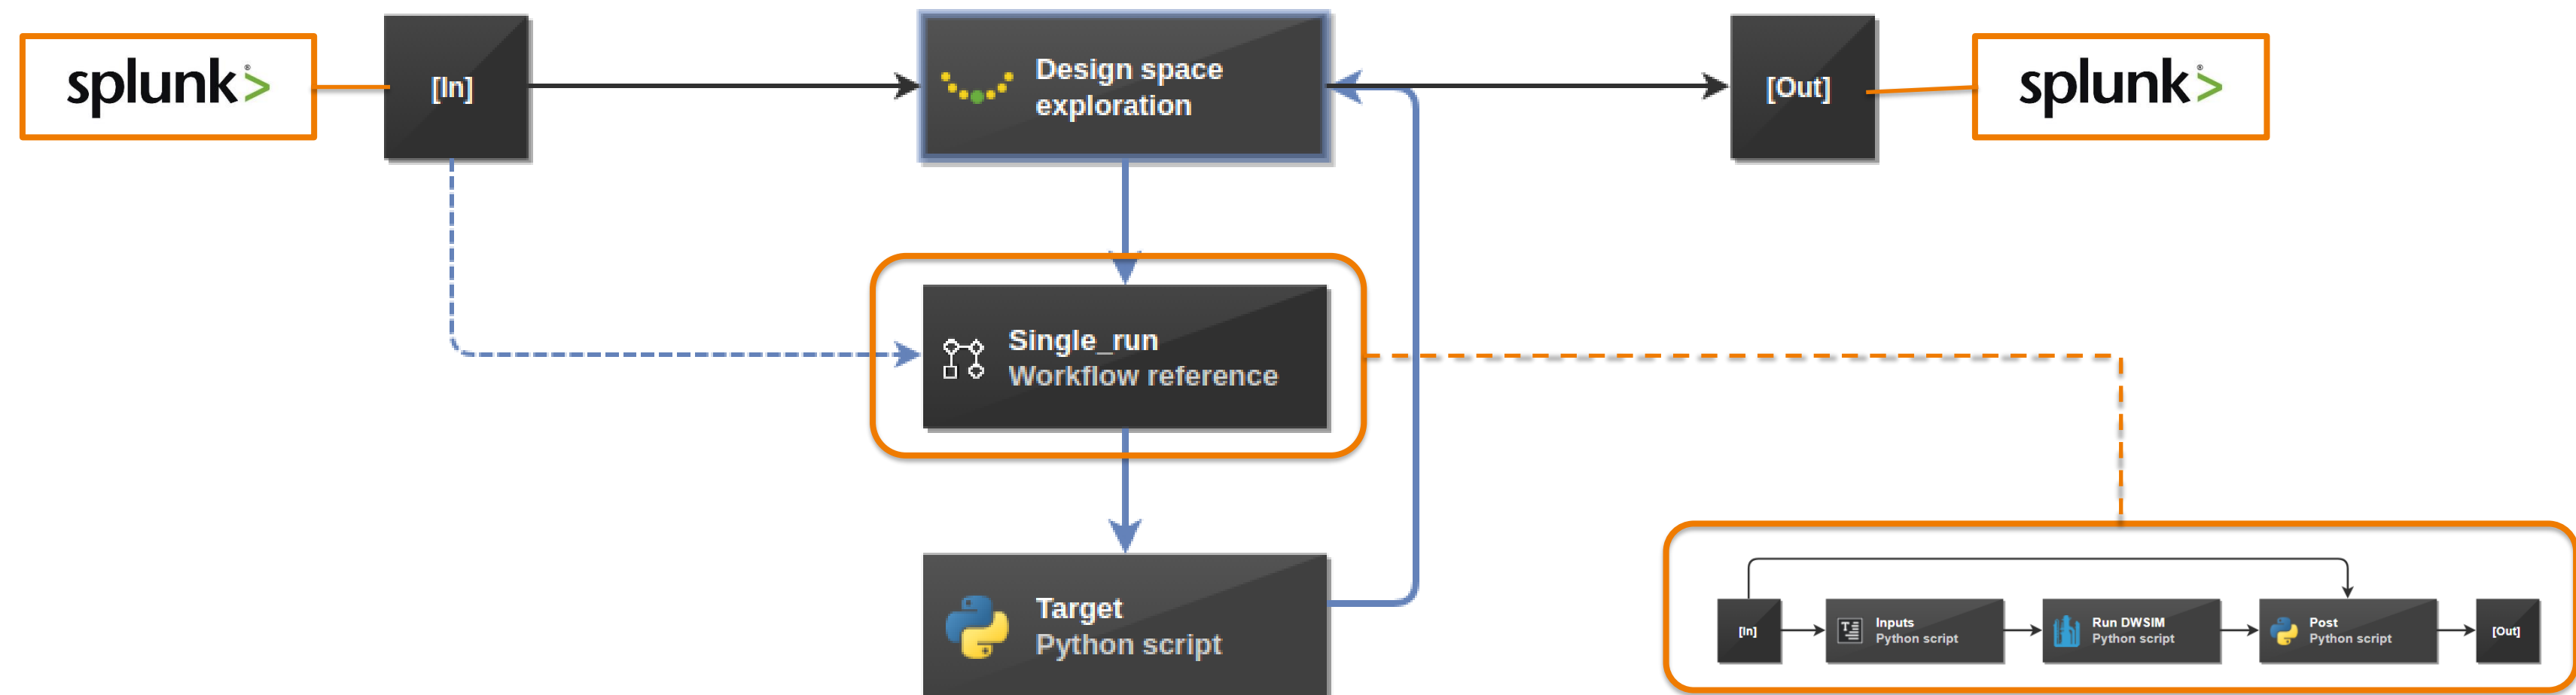 splunk>
[In]
Design space
exploration
[Out]
splunk>
Single_run
Workflow reference
Target
Python script
[In]
Inputs
Python script
Run DWSIM
Python script
Post
Python script
[Out]